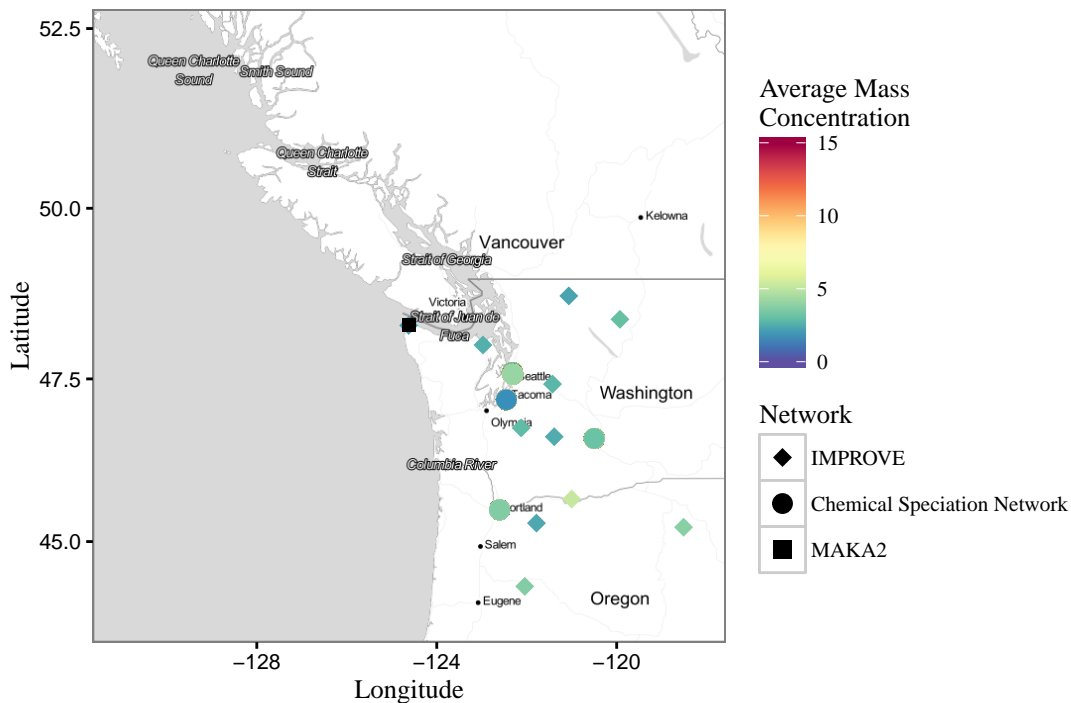 52.5
50.0
47.5
45.0
Latitude
−128
−124
−120
Longitude
Queen Charlotte
Sound
Smith Sound
Queen Charlotte
Strait
Kelowna
Vancouver
Strait of Georgia
Victoria
Strait of Juan de
Fuca
eattle
Washington
Tacoma
Olympia
Columbia River
ortland
Salem
Eugene
Oregon
Average Mass
Concentration
15
10
5
0
Network
IMPROVE
Chemical Speciation Network
MAKA2